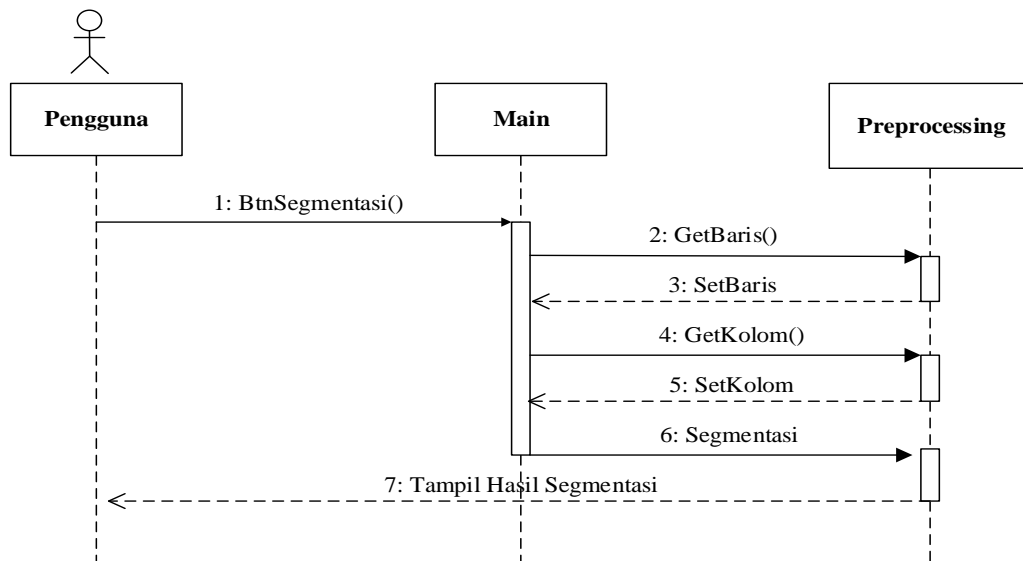 Pengguna
Main
Preprocessing
1: BtnSegmentasi()
2: GetBaris()
3: SetBaris
4: GetKolom()
5: SetKolom
6: Segmentasi
7: Tampil Hasil Segmentasi